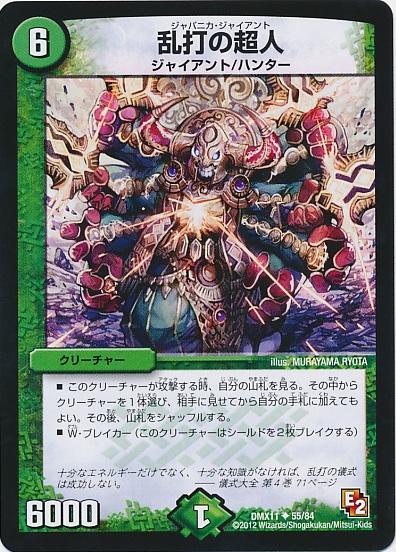 6
ジャパニカ・ジャイアント
乱打の超人
ジャイアント/ハンター
クリーチャー
illus. MURAYAMA RYOTA
■ このクリーチャーが攻撃する時、自分の山札を見る。その中から
クリーチャーを1体選び、相手に見せてから自分の手札に加えても
よい。その後、山札をシャッフルする。
■ W・ブレイカー (このクリーチャーはシールドを2枚ブレイクする)
十分なエネルギーだけでなく、十分な知識がなければ、乱打の儀式
は成功しない。 ―― 儀式大全 第4巻 71ページ
6000
DMX11 ◆ 55/84
©2012 Wizards/Shogakukan/Mitsui-Kids
E2